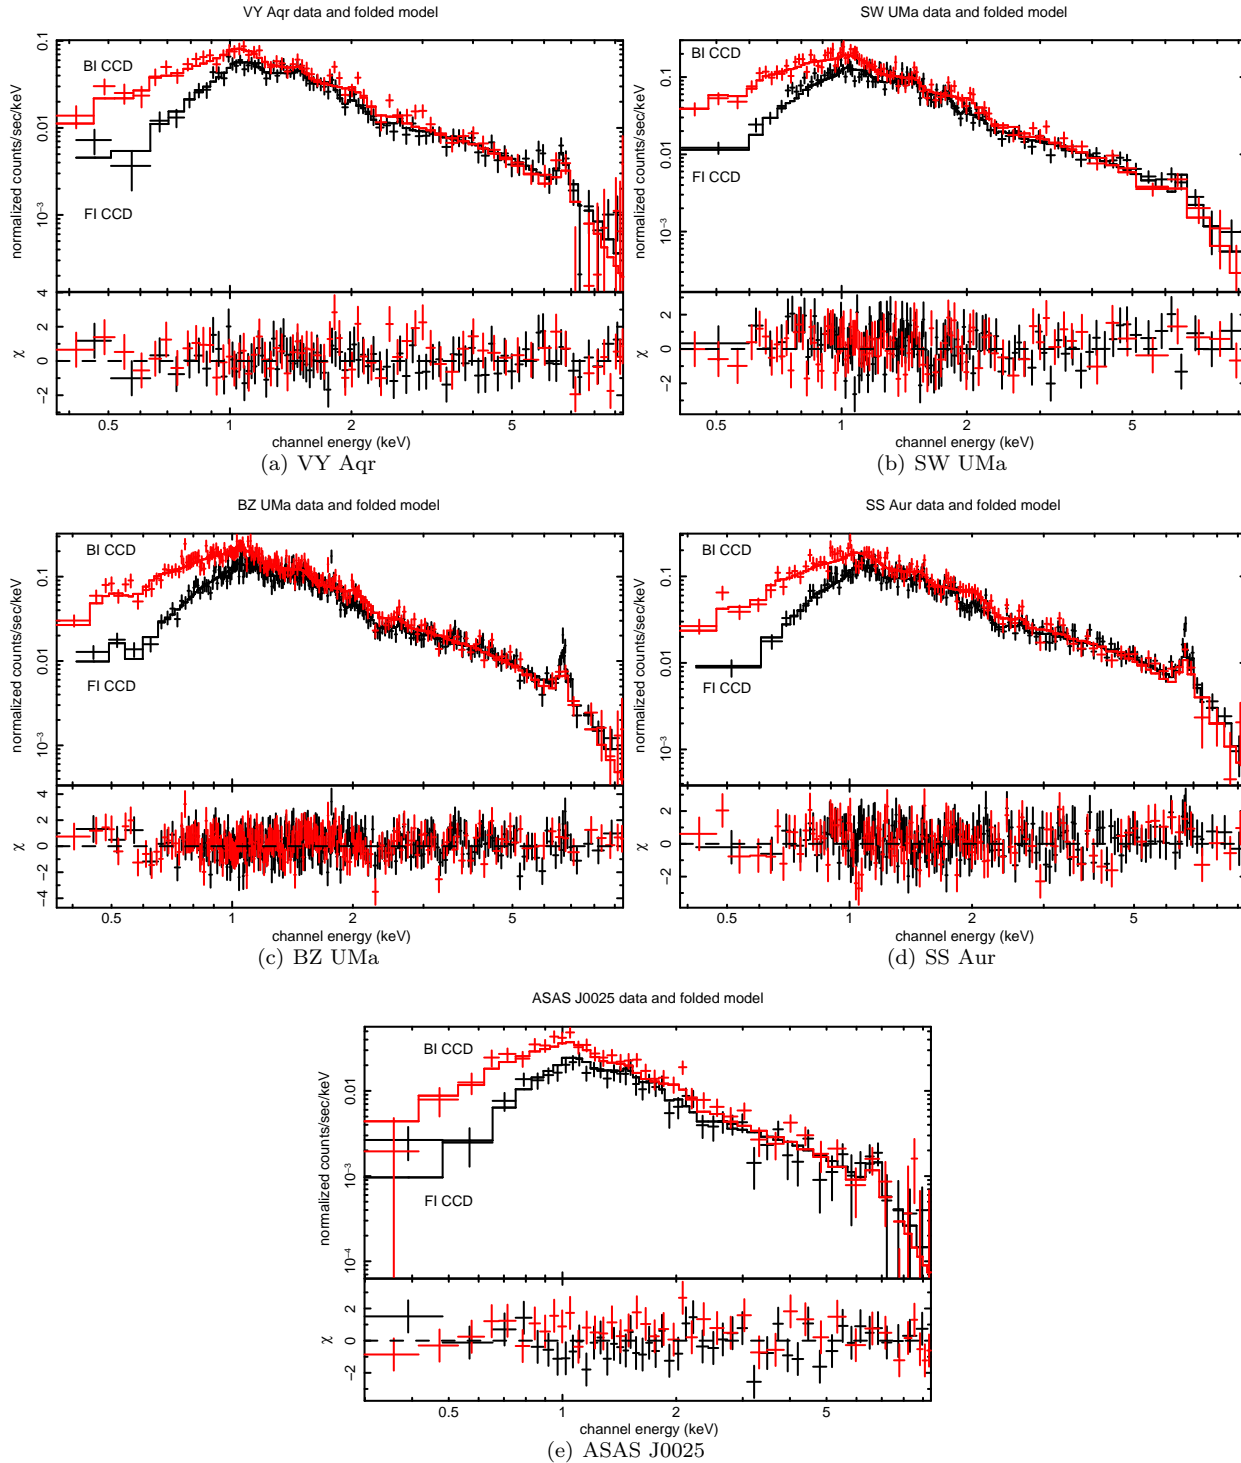 VY Aqr data and folded model
normalized counts/sec/keV
0.1
0.01
10⁻³
BI CCD
FI CCD
χ
4
2
0
−2
0.5 1 2 5
channel energy (keV)
(a) VY Aqr
SW UMa data and folded model
normalized counts/sec/keV
0.1
0.01
10⁻³
BI CCD
FI CCD
χ
2
0
−2
0.5 1 2 5
channel energy (keV)
(b) SW UMa
BZ UMa data and folded model
normalized counts/sec/keV
0.1
0.01
10⁻³
BI CCD
FI CCD
χ
4
2
0
−2
−4
0.5 1 2 5
channel energy (keV)
(c) BZ UMa
SS Aur data and folded model
normalized counts/sec/keV
0.1
0.01
10⁻³
BI CCD
FI CCD
χ
2
0
−2
0.5 1 2 5
channel energy (keV)
(d) SS Aur
ASAS J0025 data and folded model
normalized counts/sec/keV
0.01
10⁻³
10⁻⁴
BI CCD
FI CCD
χ
2
0
−2
0.5 1 2 5
channel energy (keV)
(e) ASAS J0025